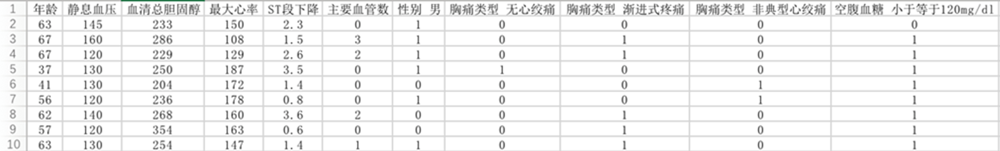 1 年龄 静息血压 血清总胆固醇 最大心率 ST段下降 主要血管数 性别 男 胸痛类型 无心绞痛 胸痛类型 渐进式疼痛 胸痛类型 非典型心绞痛 空腹血糖 小于等于120mg/dl
2 63 145 233 150 2.3 0 1 0 0 0 0
3 67 160 286 108 1.5 3 1 0 1 0 1
4 67 120 229 129 2.6 2 1 0 1 0 1
5 37 130 250 187 3.5 0 1 1 0 0 1
6 41 130 204 172 1.4 0 0 0 0 1 1
7 56 120 236 178 0.8 0 1 0 0 1 1
8 62 140 268 160 3.6 2 0 0 1 0 1
9 57 120 354 163 0.6 0 0 0 1 0 1
10 63 130 254 147 1.4 1 1 0 1 0 1